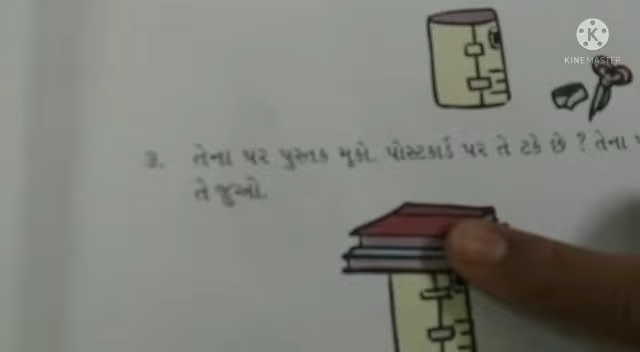 KINEMASTER
૩. તેના પર પુસ્તક મૂકો. પોસ્ટકાર્ડ પર તે ટકે છે ? તેના
તે જુઓ.